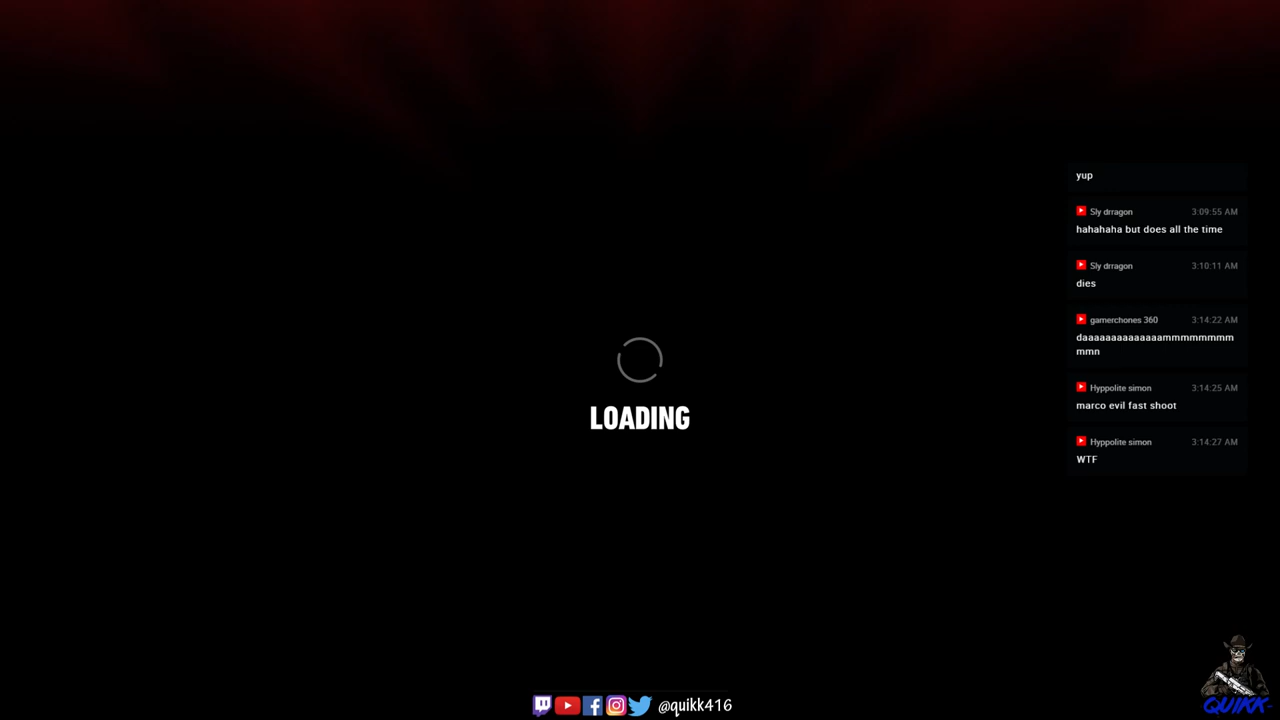 yup
Sly drragon 3:09:55 AM
hahahaha but does all the time
Sly drragon 3:10:11 AM
dies
gamerchones 360 3:14:22 AM
daaaaaaaaaaaaaammmmmmmm
mmn
Hyppolite simon 3:14:25 AM
marco evil fast shoot
Hyppolite simon 3:14:27 AM
WTF
LOADING
@quikk416
QUIKK